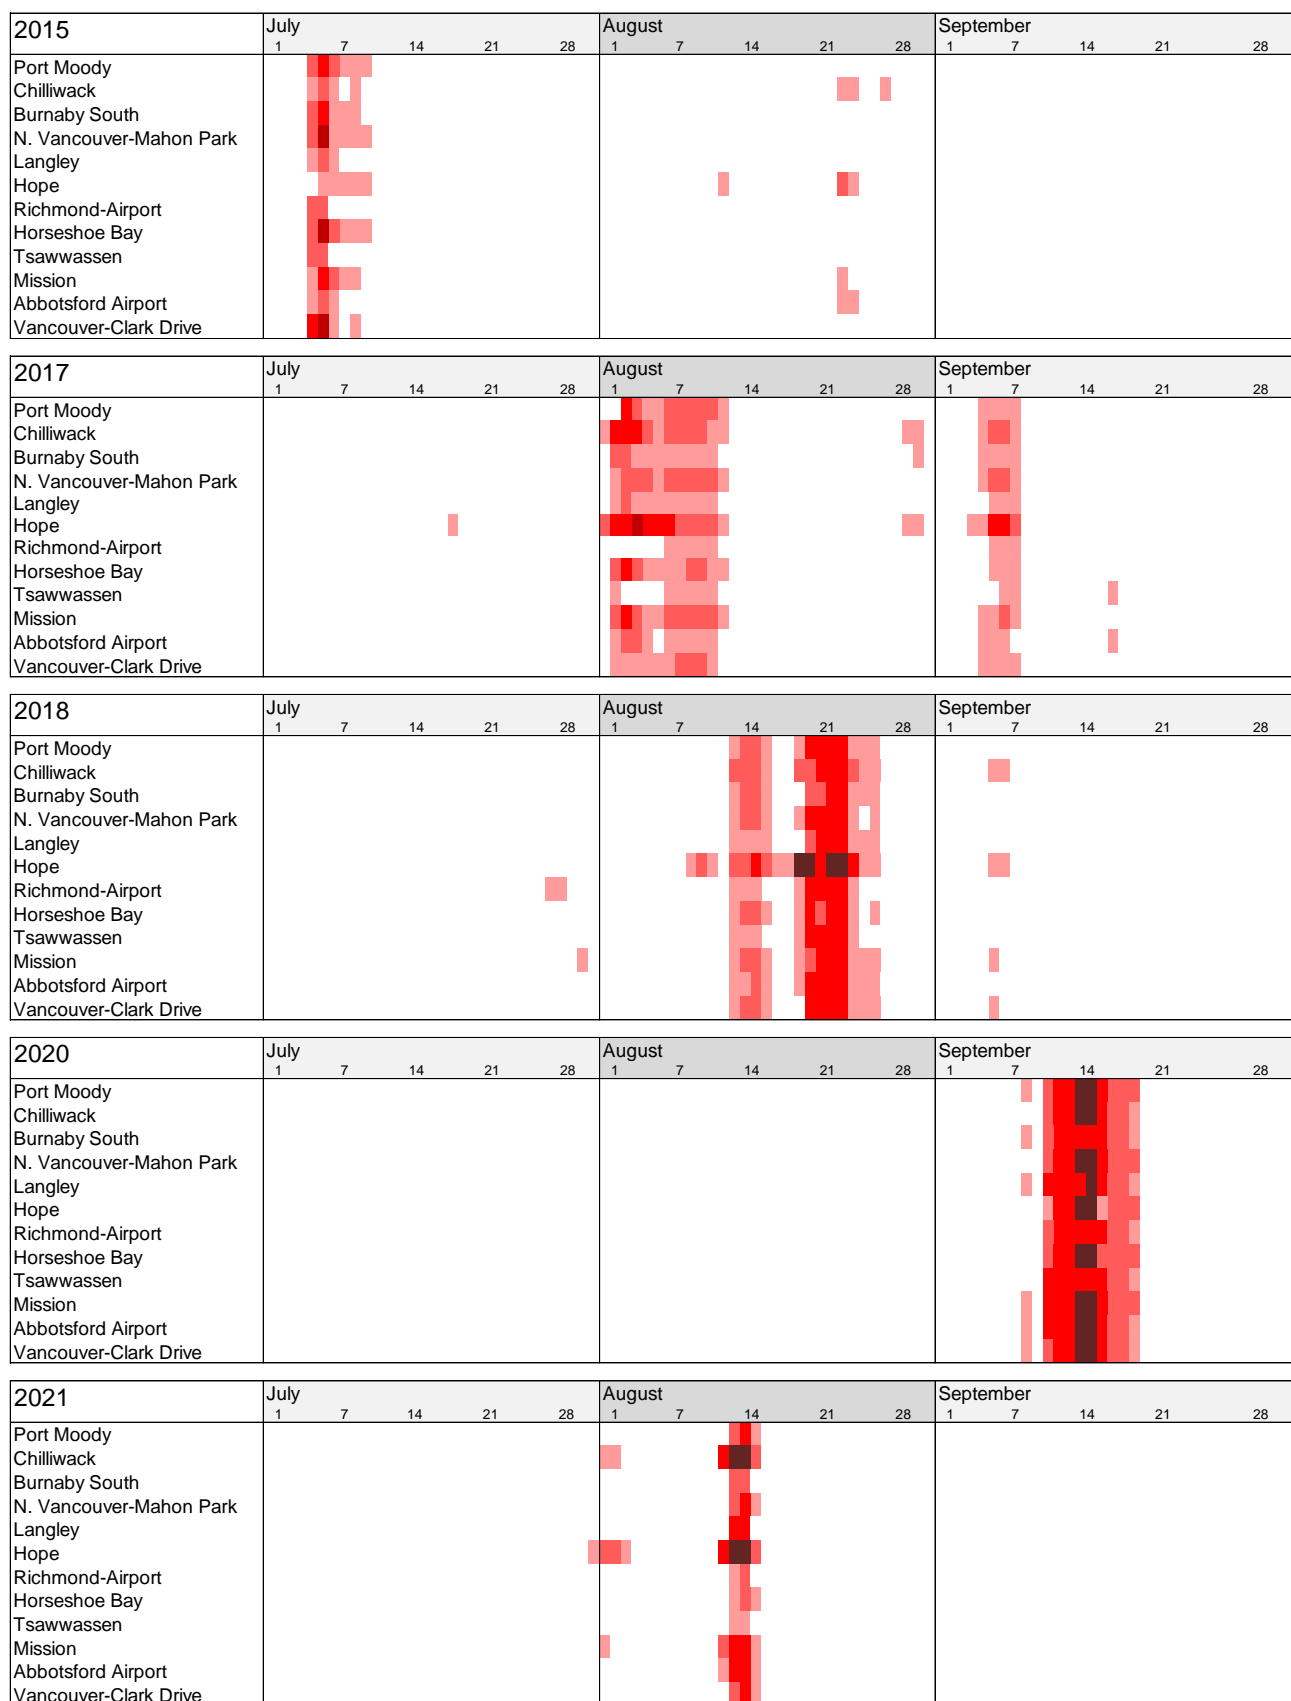 2015 July August September
1 7 14 21 28 1 7 14 21 28 1 7 14 21 28
Port Moody
Chilliwack
Burnaby South
N. Vancouver-Mahon Park
Langley
Hope
Richmond-Airport
Horseshoe Bay
Tsawwassen
Mission
Abbotsford Airport
Vancouver-Clark Drive
2017 July August September
1 7 14 21 28 1 7 14 21 28 1 7 14 21 28
Port Moody
Chilliwack
Burnaby South
N. Vancouver-Mahon Park
Langley
Hope
Richmond-Airport
Horseshoe Bay
Tsawwassen
Mission
Abbotsford Airport
Vancouver-Clark Drive
2018 July August September
1 7 14 21 28 1 7 14 21 28 1 7 14 21 28
Port Moody
Chilliwack
Burnaby South
N. Vancouver-Mahon Park
Langley
Hope
Richmond-Airport
Horseshoe Bay
Tsawwassen
Mission
Abbotsford Airport
Vancouver-Clark Drive
2020 July August September
1 7 14 21 28 1 7 14 21 28 1 7 14 21 28
Port Moody
Chilliwack
Burnaby South
N. Vancouver-Mahon Park
Langley
Hope
Richmond-Airport
Horseshoe Bay
Tsawwassen
Mission
Abbotsford Airport
Vancouver-Clark Drive
2021 July August September
1 7 14 21 28 1 7 14 21 28 1 7 14 21 28
Port Moody
Chilliwack
Burnaby South
N. Vancouver-Mahon Park
Langley
Hope
Richmond-Airport
Horseshoe Bay
Tsawwassen
Mission
Abbotsford Airport
Vancouver-Clark Drive